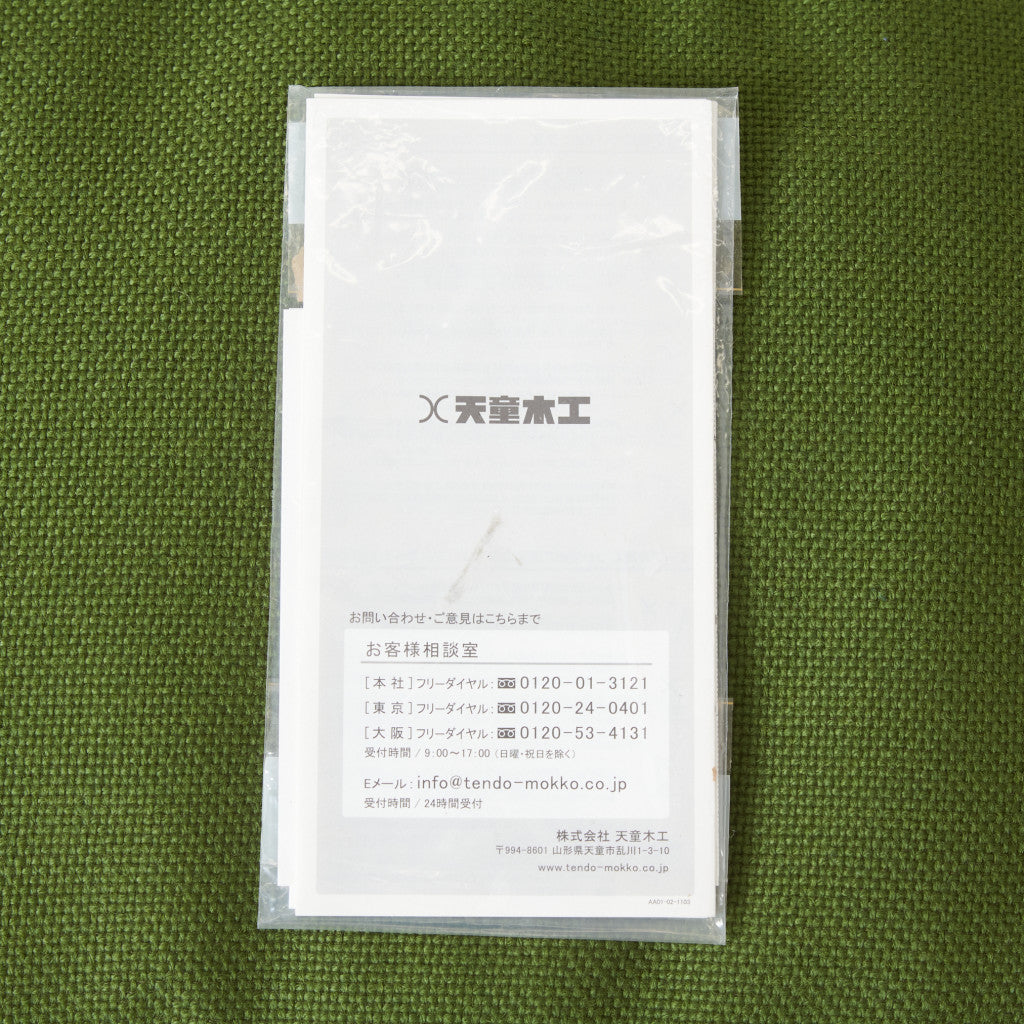 天童木工
お問い合わせ・ご意見はこちらまで
お客様相談室
[本 社]フリーダイヤル:0120-01-3121
[東 京]フリーダイヤル:0120-24-0401
[大 阪]フリーダイヤル:0120-53-4131
受付時間 / 9:00～17:00 (日曜・祝日を除く)
Eメール:info@tendo-mokko.co.jp
受付時間 / 24時間受付
株式会社 天童木工
〒994-8601 山形県天童市乱川1-3-10
www.tendo-mokko.co.jp
AA01-02-1103